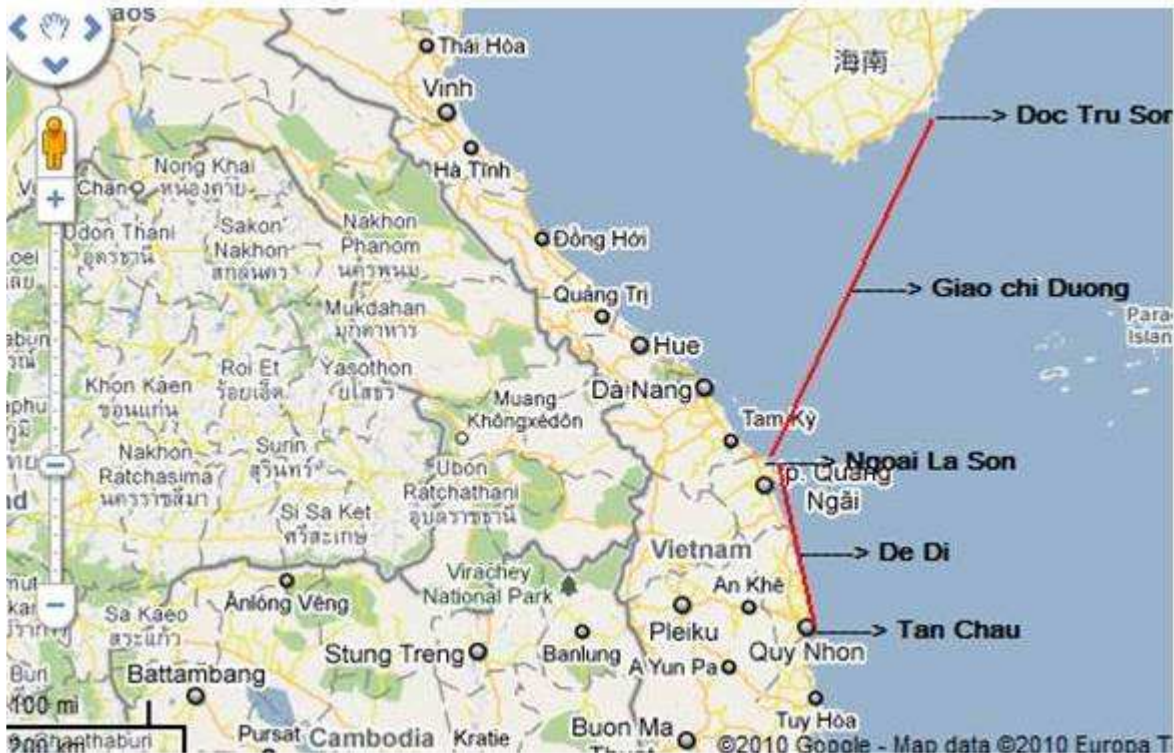 aos
Thái Hòa
海南
Vinh
-----> Doc Tru Sor
Hà Tĩnh
Nong Khai
หนองคาย
Chan
Udon Thani
อุดรธานี
Sakon
Nakhon
สกลนคร
Nakhon
Phanom
นครพนม
Đồng Hới
oei
ลย
Mukdahan
มุกดาหาร
Quảng Trị
-----> Giao chi Duong
Para
Islan
Roi Et
ร้อยเอ็ด
Yasothon
ยโสธร
Hue
Khon Kaen
ขอนแก่น
Muang
Khôngxédôn
Da Nang
Tam Kỳ
Nakhon
Ratchasima
นครราชสีมา
Surin
สุรินทร์
Ubon
Ratchathani
อุบลราชธานี
-----> Ngoai La Son
p. Quảng
Ngãi
Si Sa Ket
ศรีสะเกษ
Vietnam
----> De Di
Virachey
National Park
An Khê
Ânlóng Vêng
Sa Kaeo
สระแก้ว
Pleiku
-----> Tan Chau
Quy Nhon
Stung Treng
Banlung
A Yun Pa
Battambang
100 mi
Tuy Hòa
200 km
Chanthaburi
Pursat
Cambodia
Kratie
Buon Ma
©2010 Google - Map data ©2010 Europa T